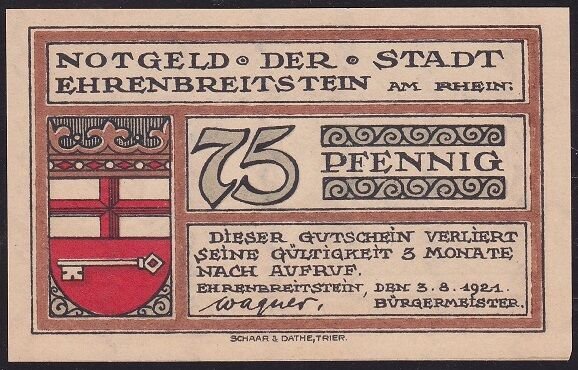 NOTGELD ∘ DER ∘ STADT
EHRENBREITSTEIN AM RHEIN.
75 PFENNIG
DIESER GUTSCHEIN VERLIERT
SEINE GÜLTIGKEIT 3 MONATE
NACH AUFRUF.
EHRENBREITSTEIN, DEN 3. 8. 1921.
Wagner. BÜRGERMEISTER.
SCHAAR & DATHE, TRIER.